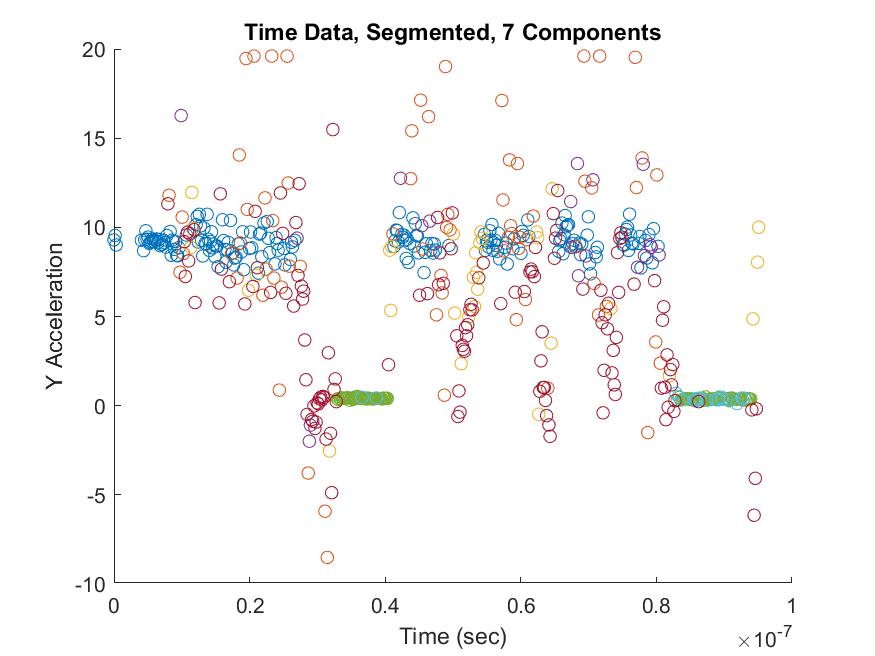 Time Data, Segmented, 7 Components
20
15
10
5
0
-5
-10
Y Acceleration
0 0.2 0.4 0.6 0.8 1
Time (sec)
×10-7